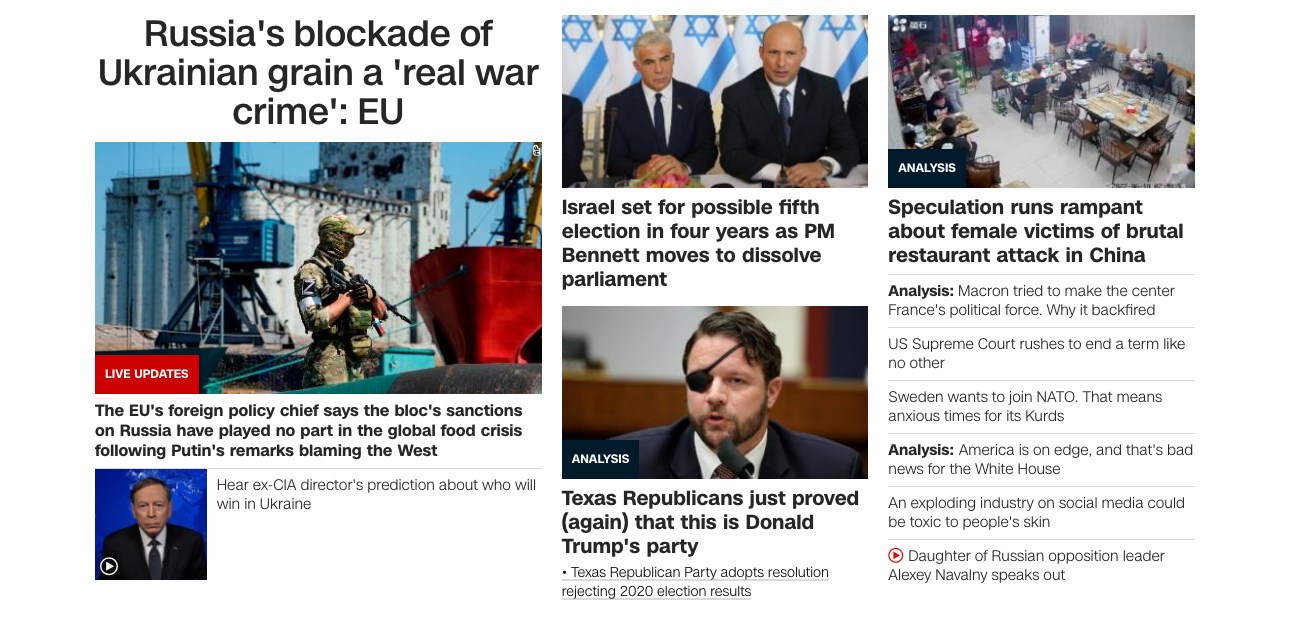 Russia's blockade of
Ukrainian grain a 'real war
crime': EU
AP
LIVE UPDATES
The EU's foreign policy chief says the bloc's sanctions
on Russia have played no part in the global food crisis
following Putin's remarks blaming the West
Hear ex-CIA director's prediction about who will
win in Ukraine
Israel set for possible fifth
election in four years as PM
Bennett moves to dissolve
parliament
ANALYSIS
Texas Republicans just proved
(again) that this is Donald
Trump's party
• Texas Republican Party adopts resolution
rejecting 2020 election results
ANALYSIS
Speculation runs rampant
about female victims of brutal
restaurant attack in China
Analysis: Macron tried to make the center
France's political force. Why it backfired
US Supreme Court rushes to end a term like
no other
Sweden wants to join NATO. That means
anxious times for its Kurds
Analysis: America is on edge, and that's bad
news for the White House
An exploding industry on social media could
be toxic to people's skin
Daughter of Russian opposition leader
Alexey Navalny speaks out